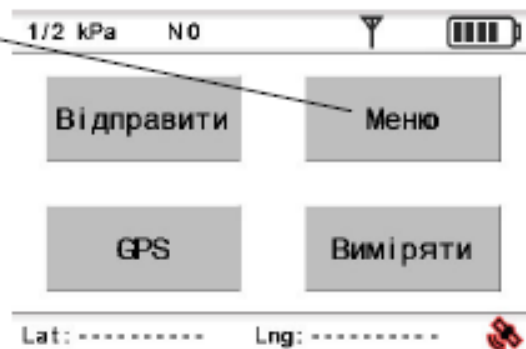 1/2 kPa N0
Відправити Меню
GPS Виміряти
Lat:---------- Lng:----------